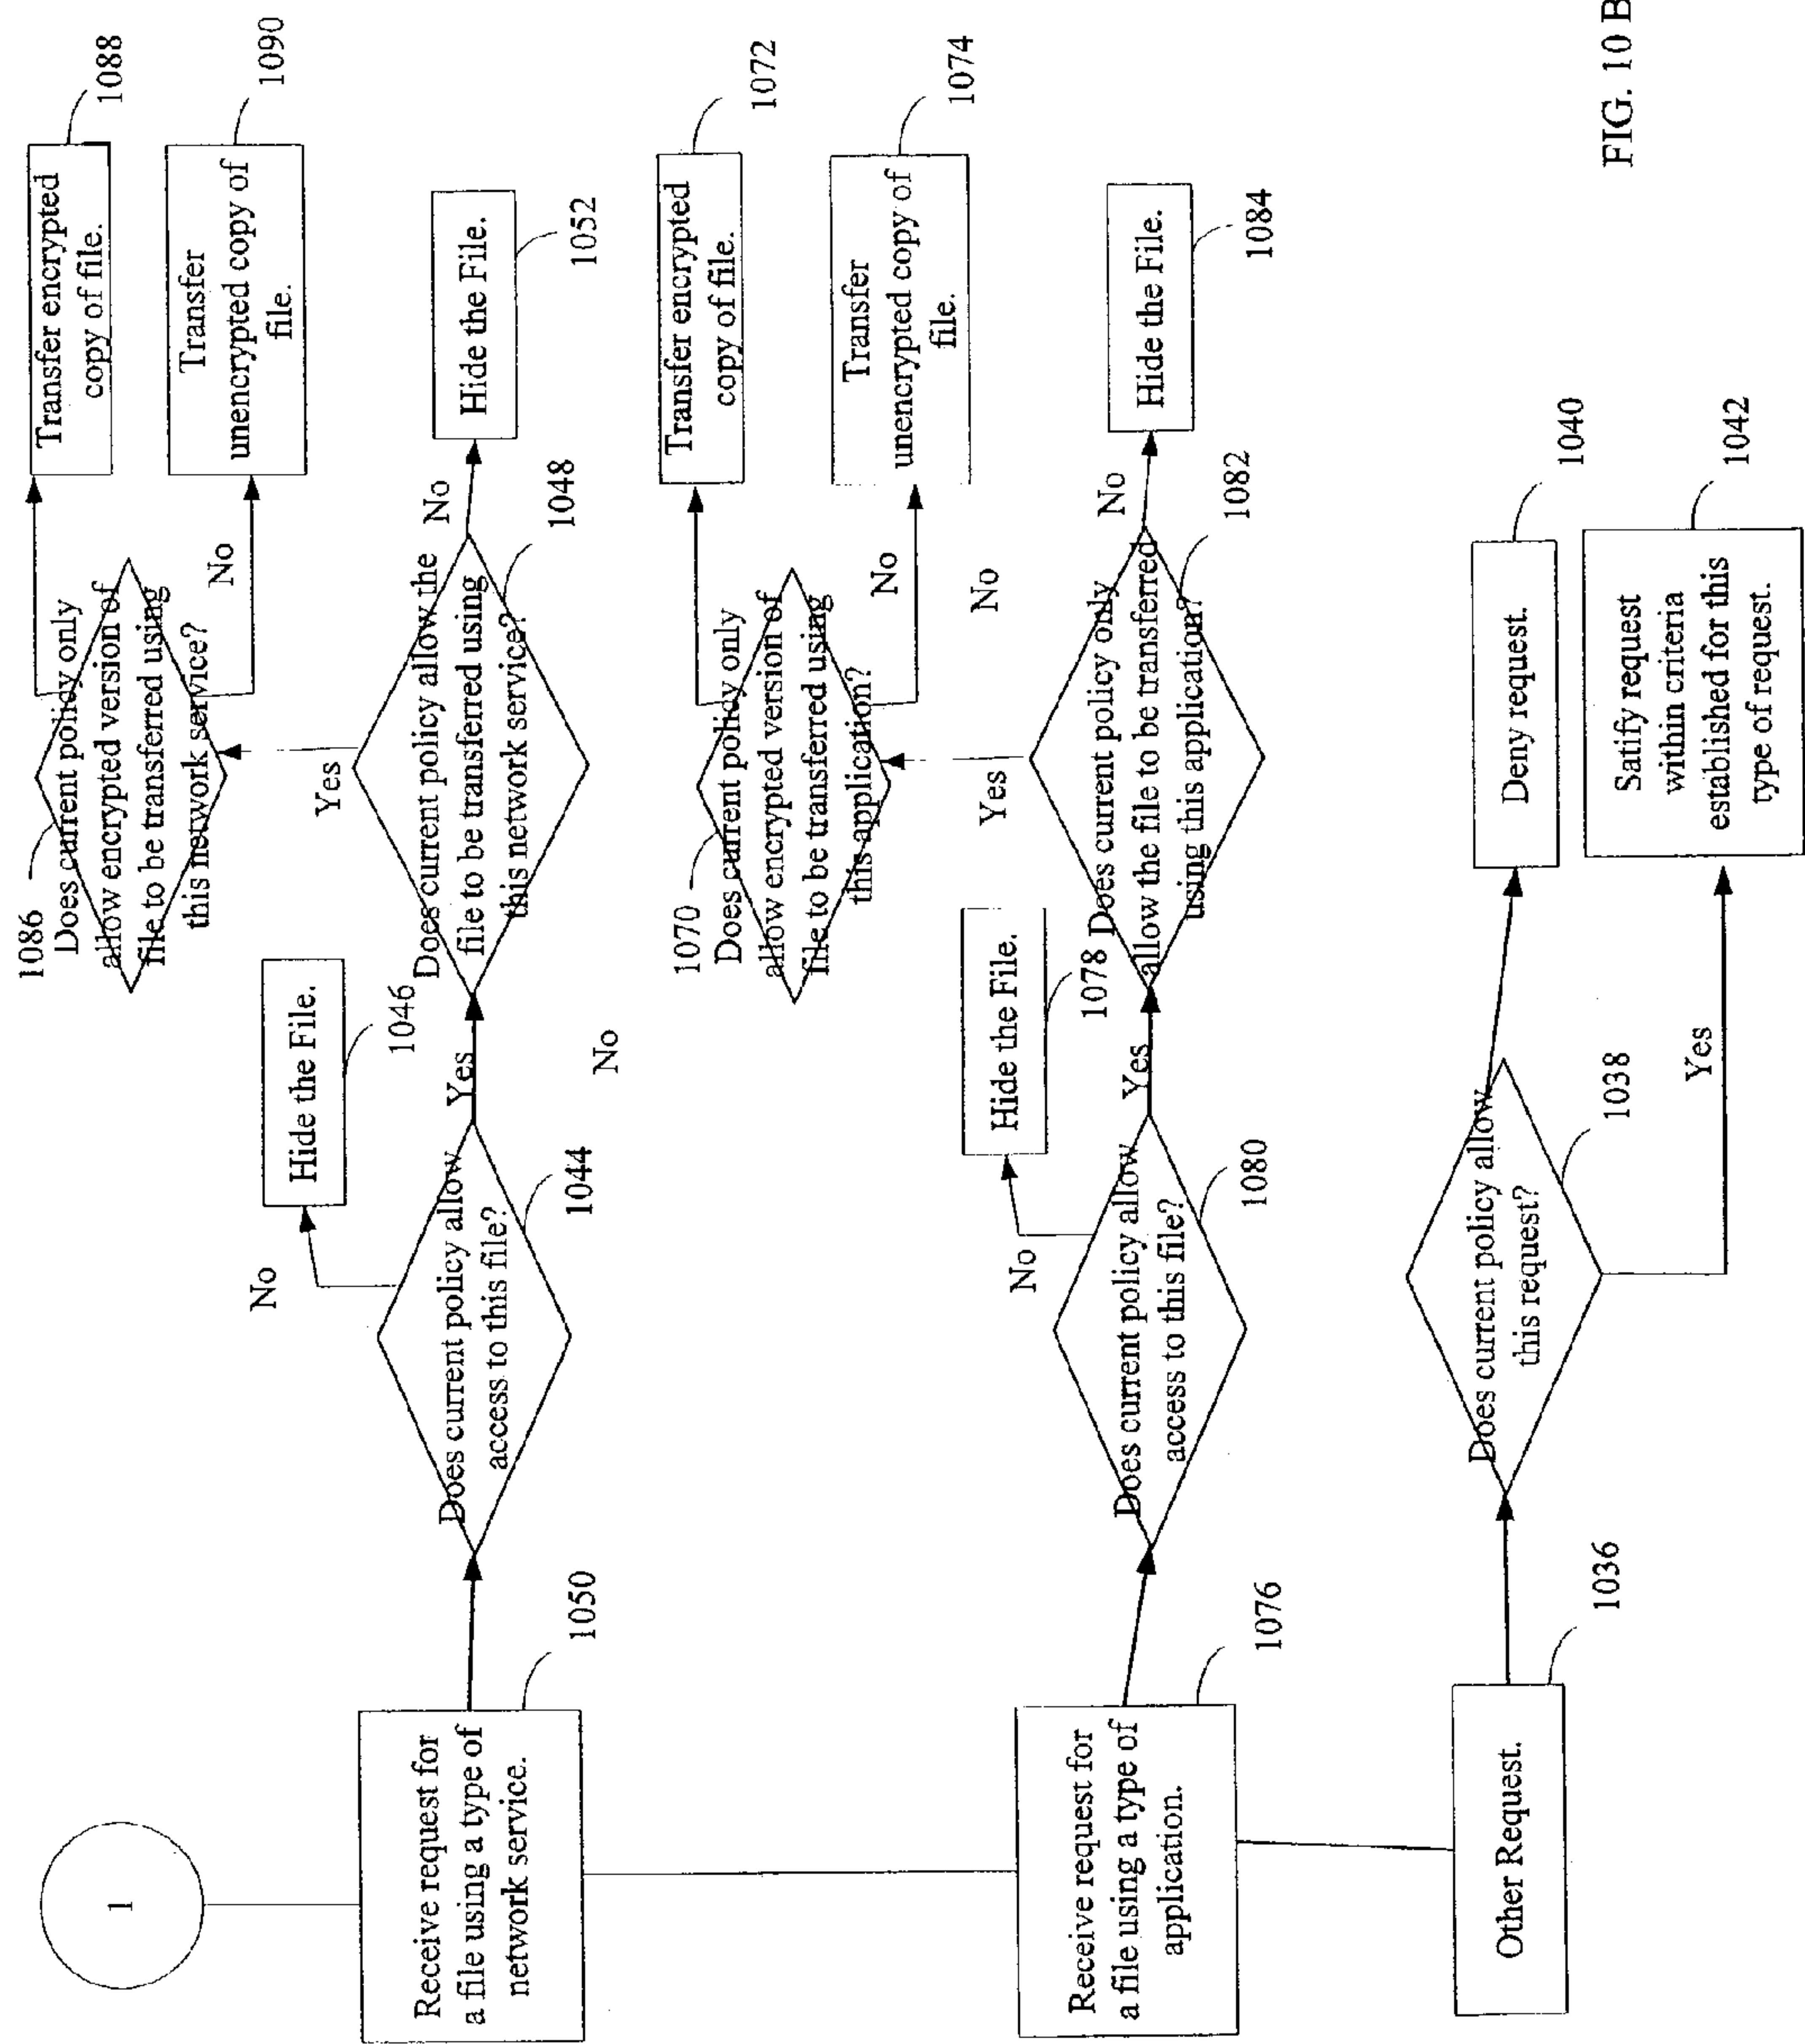 1
Receive request for
a file using a type of
network service.
1050
Does current policy allow
access to this file?
1044
No
Hide the File.
1046
Yes
Does current policy allow the
file to be transferred using
this network service?
1048
No
Hide the File.
1052
Yes
1086
Does current policy only
allow encrypted version of
file to be transferred using
this network service?
Transfer encrypted
copy of file.
1088
No
Transfer
unencrypted copy of
file.
1090
No
Receive request for
a file using a type of
application.
1076
Does current policy allow
access to this file?
1080
No
Hide the File.
1078
Yes
Does current policy only
allow the file to be transferred
using this application?
1082
No
Hide the File.
1084
Yes
1070
Does current policy only
allow encrypted version of
file to be transferred using
this application?
Transfer encrypted
copy of file.
1072
No
Transfer
unencrypted copy of
file.
1074
No
Other Request.
1036
Does current policy allow
this request?
1038
Deny request.
1040
Yes
Satify request
within criteria
established for this
type of request.
1042
FIG. 10 B